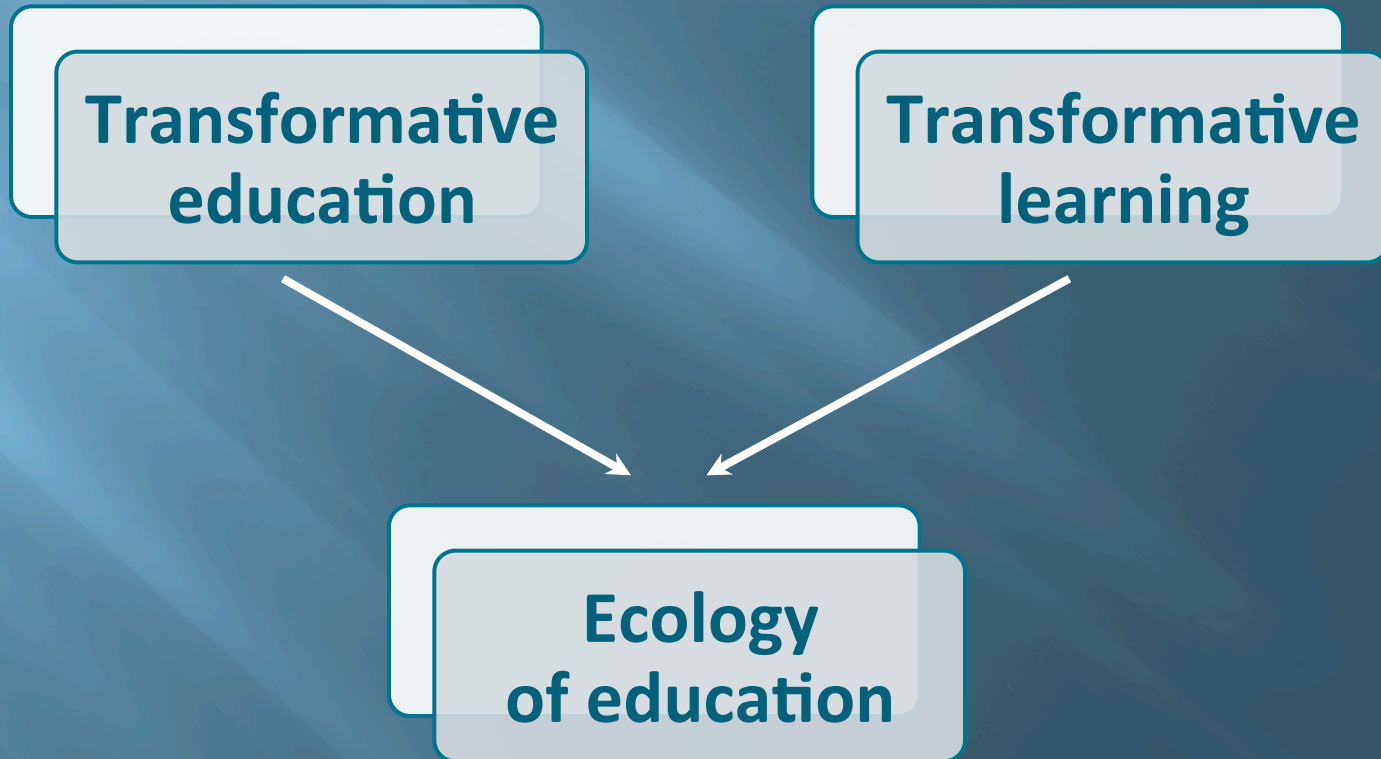 Transformative
education
Transformative
learning
Ecology
of education